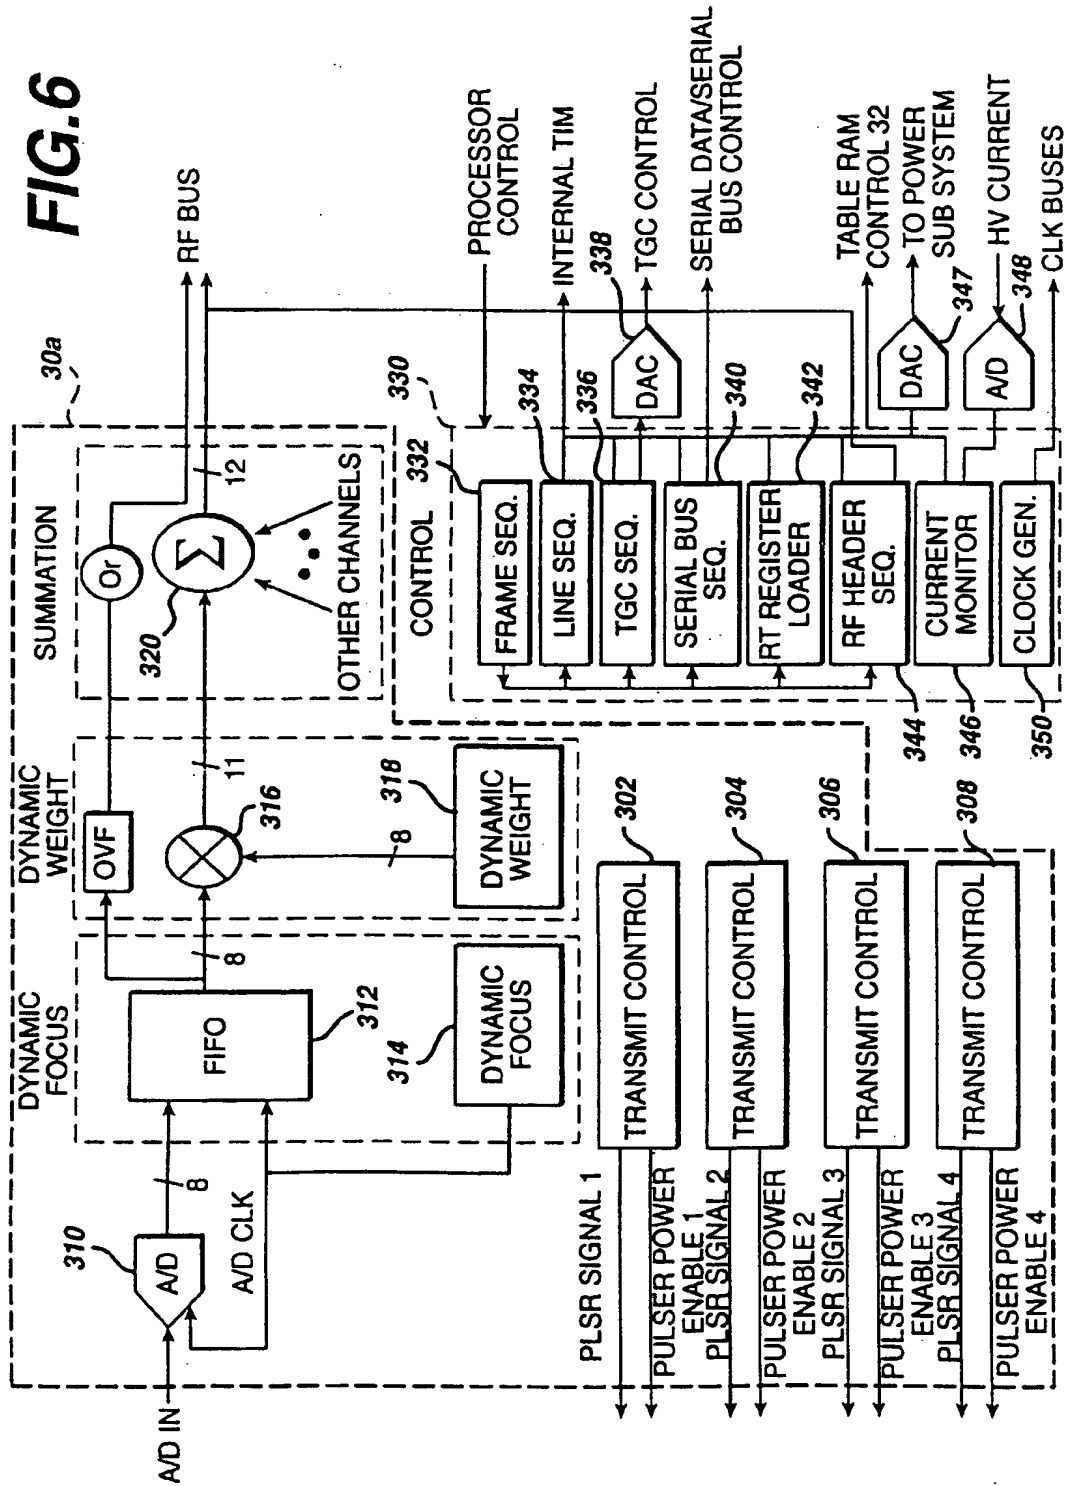 FIG.6
30a
DYNAMIC
FOCUS
DYNAMIC
WEIGHT
SUMMATION
RF BUS
OVF
Or
A/D IN
310
A/D
8
FIFO
8
316
11
320
Σ
12
OTHER CHANNELS
A/D CLK
312
314
DYNAMIC
FOCUS
8
318
DYNAMIC
WEIGHT
CONTROL
330
332
FRAME SEQ.
PROCESSOR
CONTROL
334
LINE SEQ.
INTERNAL TIM
336
TGC SEQ.
DAC
338
TGC CONTROL
340
SERIAL BUS
SEQ.
SERIAL DATA/SERIAL
BUS CONTROL
342
RT REGISTER
LOADER
344
RF HEADER
SEQ.
TABLE RAM
CONTROL 32
DAC
347
TO POWER
SUB SYSTEM
346
CURRENT
MONITOR
A/D
348
HV CURRENT
350
CLOCK GEN.
CLK BUSES
PLSR SIGNAL 1
PULSER POWER
ENABLE 1
TRANSMIT CONTROL
302
PLSR SIGNAL 2
PULSER POWER
ENABLE 2
TRANSMIT CONTROL
304
PLSR SIGNAL 3
PULSER POWER
ENABLE 3
TRANSMIT CONTROL
306
PLSR SIGNAL 4
PULSER POWER
ENABLE 4
TRANSMIT CONTROL
308